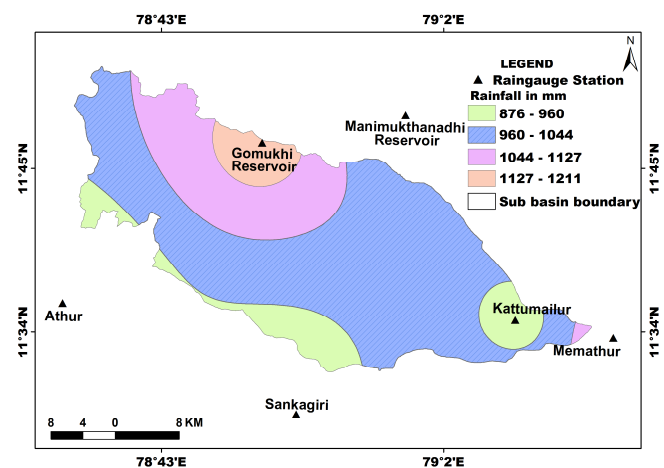 78°43'E
79°2'E
N
LEGEND
Raingauge Station
Rainfall in mm
876 - 960
960 - 1044
1044 - 1127
1127 - 1211
Sub basin boundary
Manimukthanadhi
Reservoir
Gomukhi
Reservoir
11°45'N
11°45'N
Kattumailur
Athur
11°34'N
11°34'N
Memathur
Sankagiri
8 4 0 8 KM
78°43'E
79°2'E